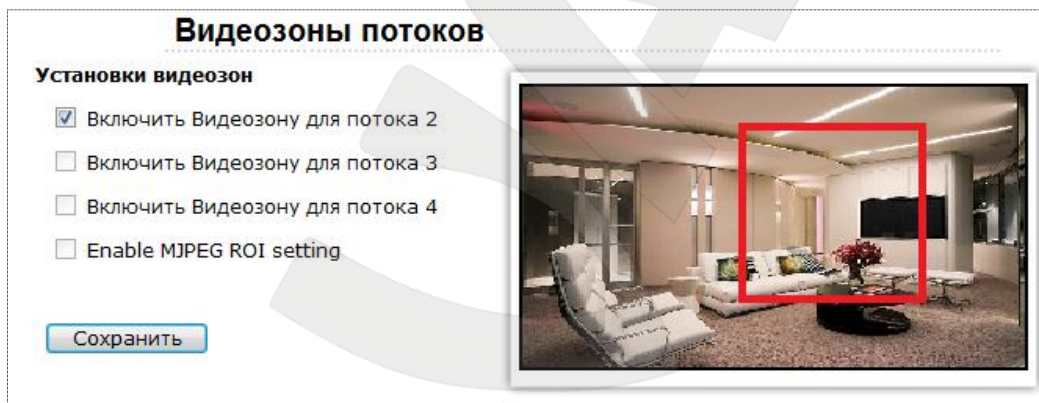 Видеозоны потоков
Установки видеозон
Включить Видеозону для потока 2
Включить Видеозону для потока 3
Включить Видеозону для потока 4
Enable MJPEG ROI setting
Сохранить